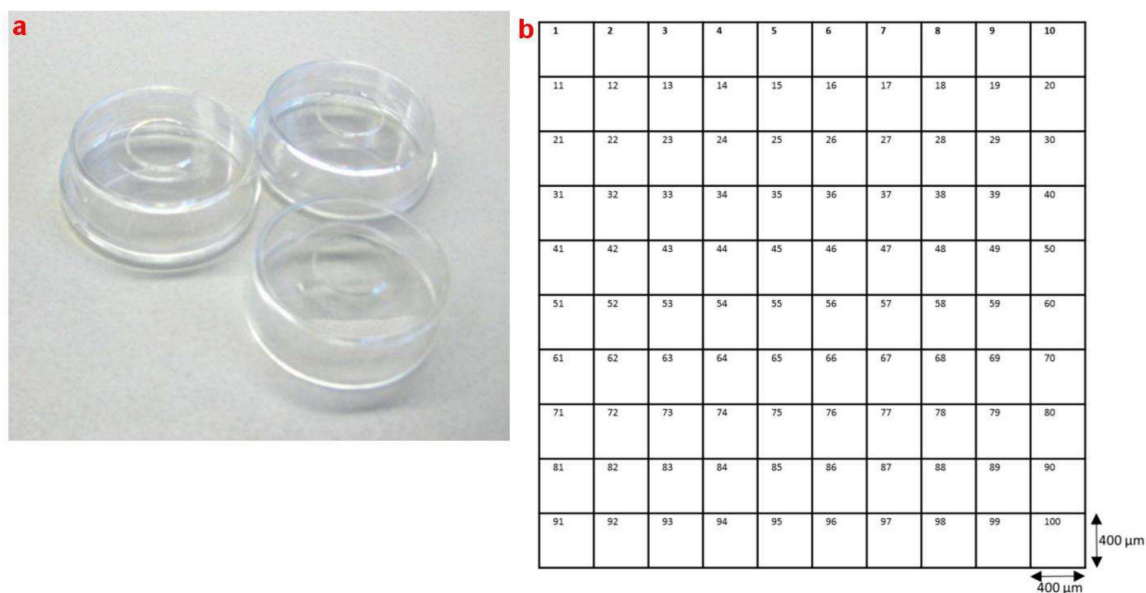 a
b
1 2 3 4 5 6 7 8 9 10
11 12 13 14 15 16 17 18 19 20
21 22 23 24 25 26 27 28 29 30
31 32 33 34 35 36 37 38 39 40
41 42 43 44 45 46 47 48 49 50
51 52 53 54 55 56 57 58 59 60
61 62 63 64 65 66 67 68 69 70
71 72 73 74 75 76 77 78 79 80
81 82 83 84 85 86 87 88 89 90
91 92 93 94 95 96 97 98 99 100
400 µm
400 µm